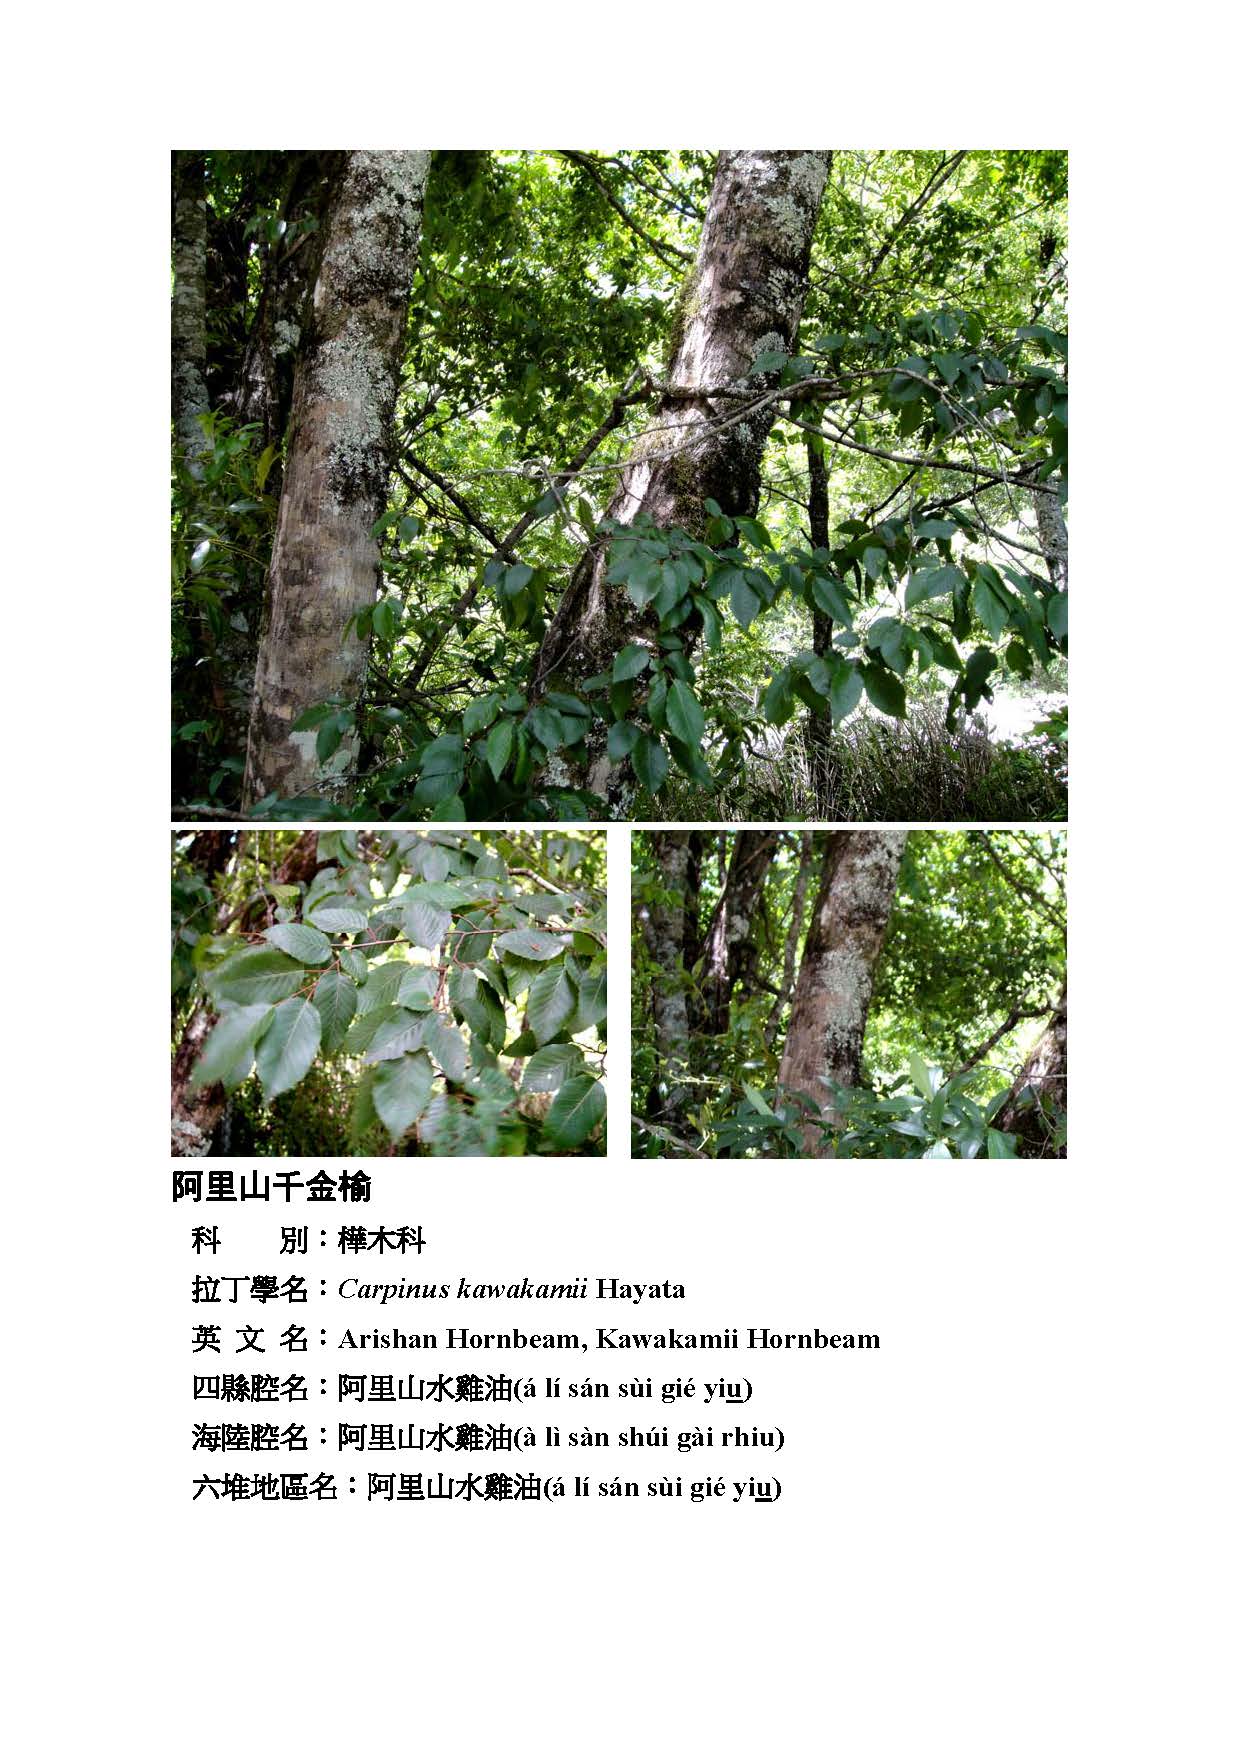 阿里山千金榆
科　　別：樺木科
拉丁學名：Carpinus kawakamii Hayata
英 文 名：Arishan Hornbeam, Kawakamii Hornbeam
四縣腔名：阿里山水雞油(á lí sán sùi gié yiu)
海陸腔名：阿里山水雞油(à lì sàn shúi gài rhiu)
六堆地區名：阿里山水雞油(á lí sán sùi gié yiu)